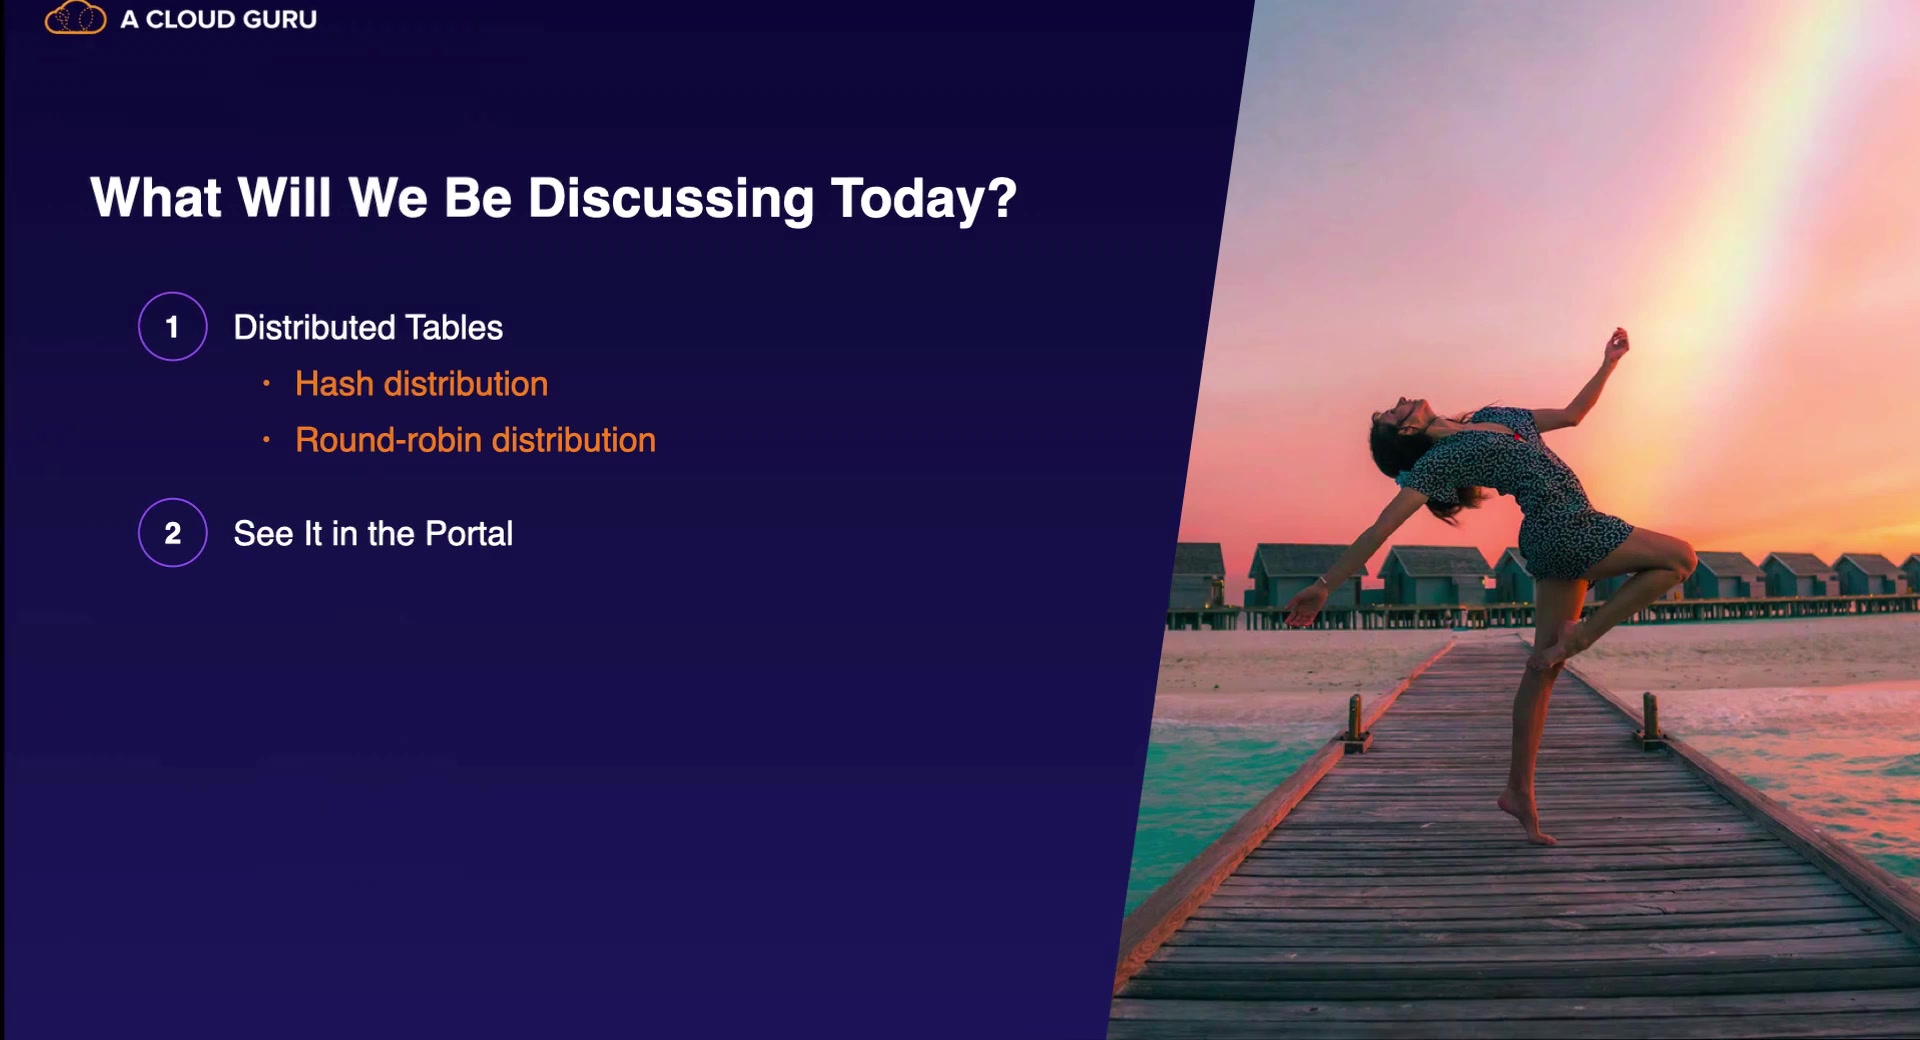 A CLOUD GURU
What Will We Be Discussing Today?
1 Distributed Tables
• Hash distribution
• Round-robin distribution
2 See It in the Portal